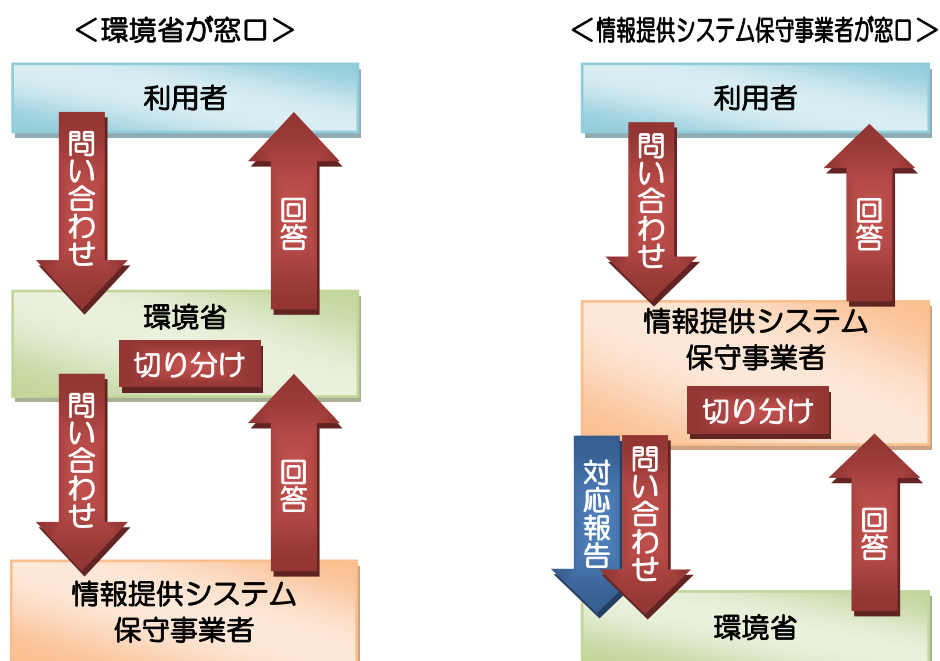 ＜環境省が窓口＞
利用者
問い合わせ
回答
環境省
切り分け
問い合わせ
回答
情報提供システム
保守事業者
＜情報提供システム保守事業者が窓口＞
利用者
問い合わせ
回答
情報提供システム
保守事業者
切り分け
対応報告
問い合わせ
回答
環境省